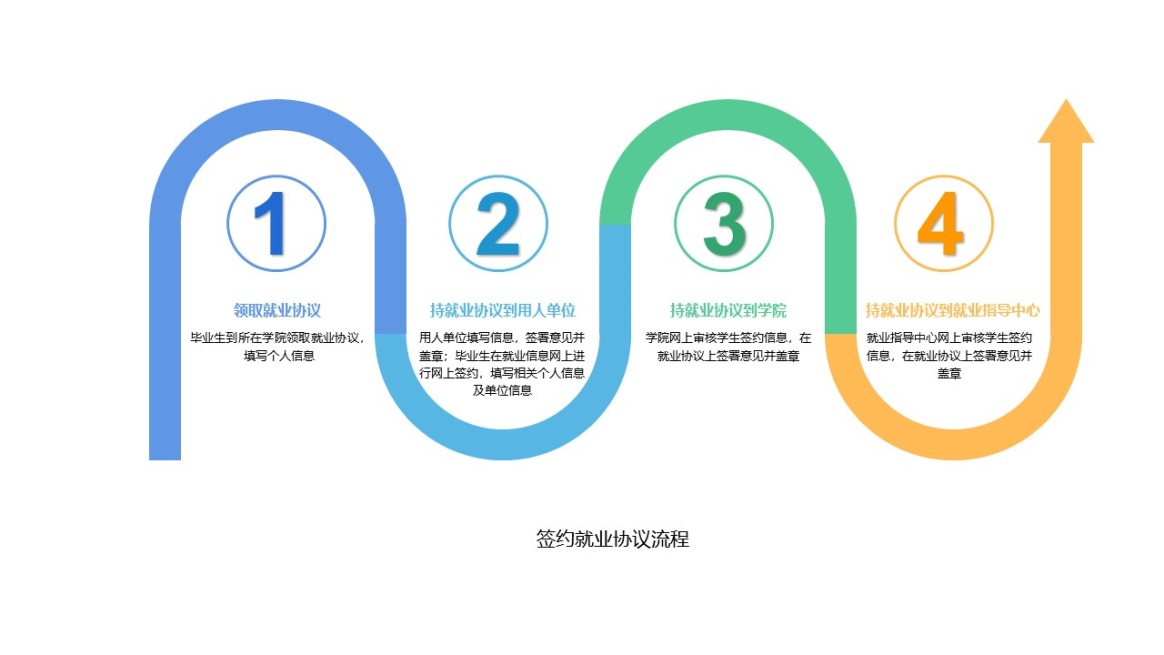 1
领取就业协议
毕业生到所在学院领取就业协议，
填写个人信息
2
持就业协议到用人单位
用人单位填写信息，签署意见并
盖章；毕业生在就业信息网上进
行网上签约，填写相关个人信息
及单位信息
3
持就业协议到学院
学院网上审核学生签约信息，在
就业协议上签署意见并盖章
4
持就业协议到就业指导中心
就业指导中心网上审核学生签约
信息，在就业协议上签署意见并
盖章
签约就业协议流程